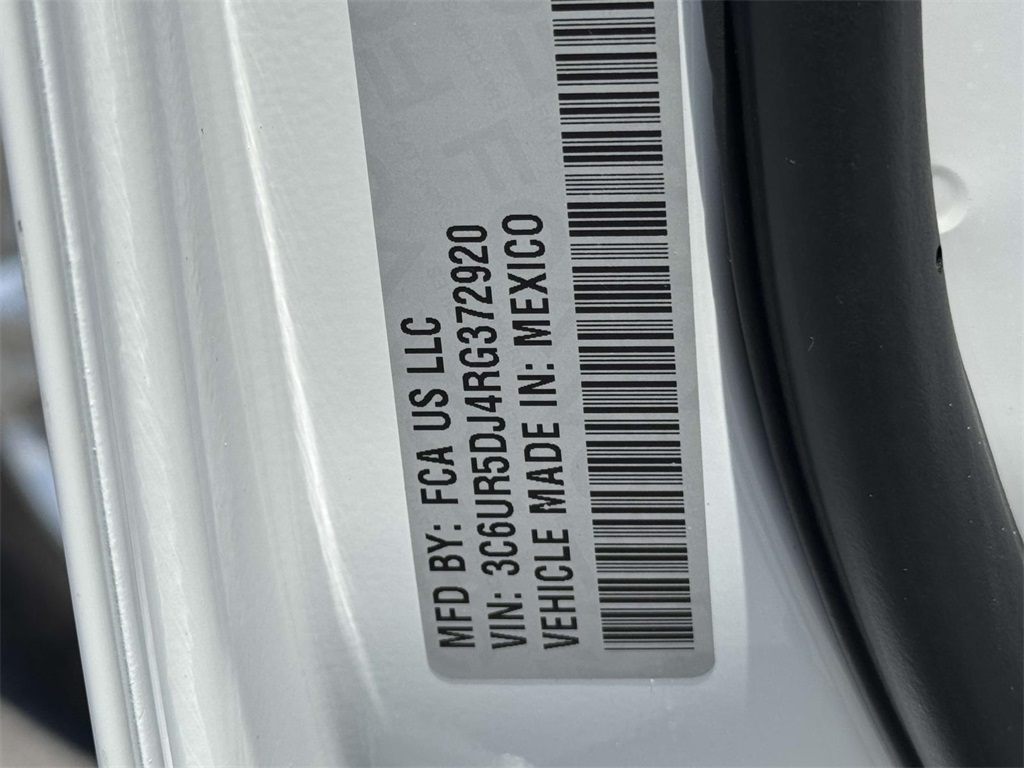 MFD BY: FCA US LLC
VIN: 3C6UR5DJ4RG372920
VEHICLE MADE IN: MEXICO